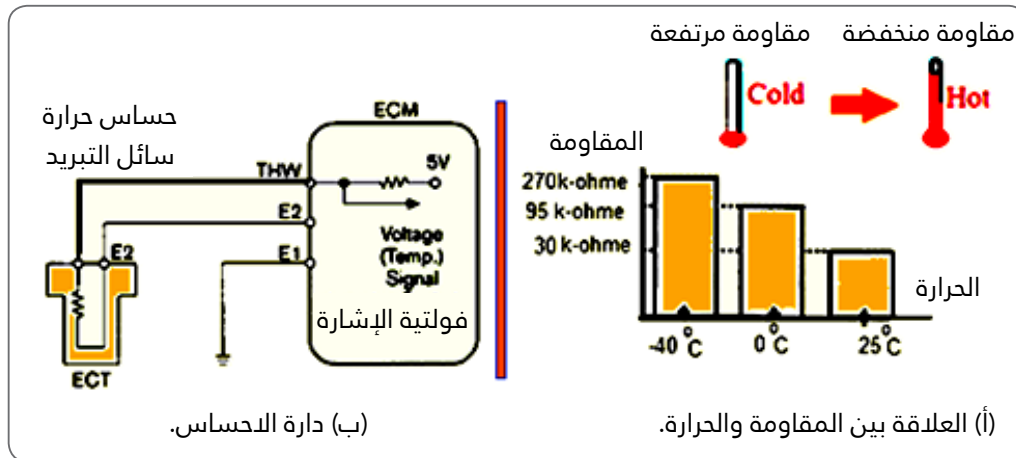 مقاومة منخفضة
مقاومة مرتفعة
Cold
Hot
المقاومة
270k-ohme
95 k-ohme
30 k-ohme
الحرارة
-40°C
0°C
25°C
(أ) العلاقة بين المقاومة والحرارة.
حساس حرارة
سائل التبريد
ECM
THW
5V
E2
Voltage
(Temp.)
Signal
E1
فولتية الإشارة
E2
ECT
(ب) دارة الاحساس.